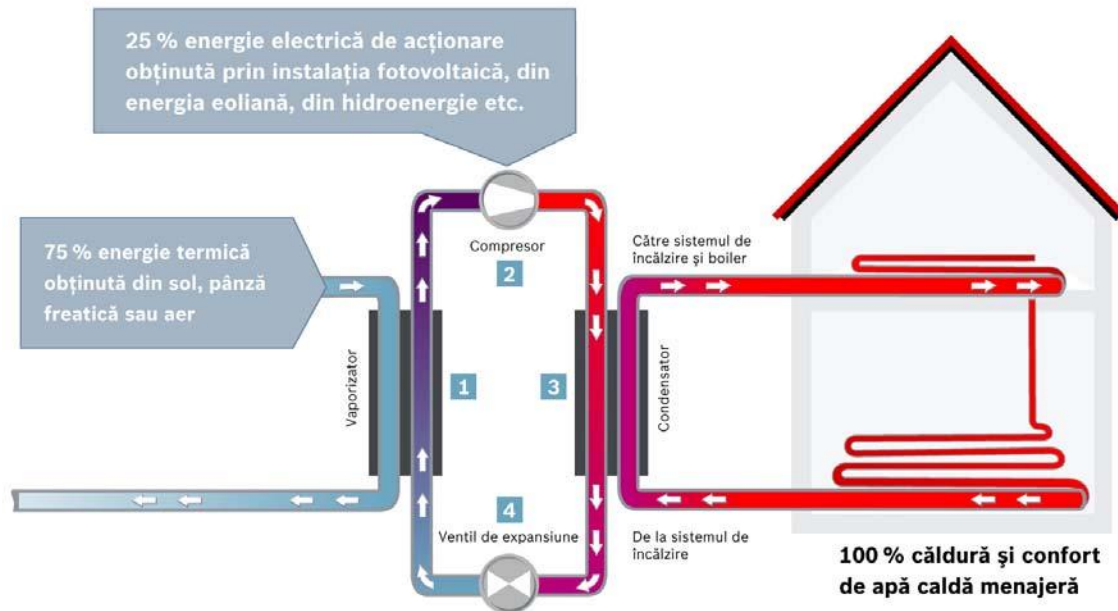 25 % energie electrică de acționare
obținută prin instalația fotovoltaică, din
energia eoliană, din hidroenergie etc.
75 % energie termică
obținută din sol, pânză
freatică sau aer
Compresor
2
Către sistemul de
încălzire și boiler
Vaporizator
1
3
Condensator
4
Ventil de expansiune
De la sistemul de
încălzire
100 % căldură și confort
de apă caldă menajeră